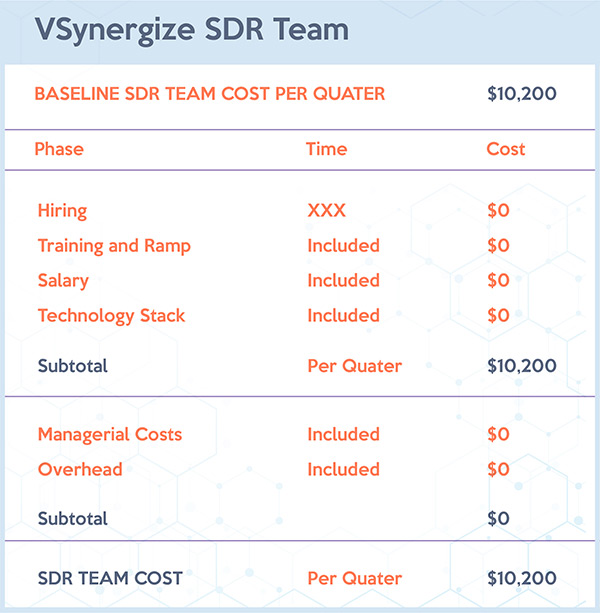 VSynergize SDR Team
BASELINE SDR TEAM COST PER QUATER $10,200
Phase Time Cost
Hiring XXX $0
Training and Ramp Included $0
Salary Included $0
Technology Stack Included $0
Subtotal Per Quater $10,200
Managerial Costs Included $0
Overhead Included $0
Subtotal $0
SDR TEAM COST Per Quater $10,200